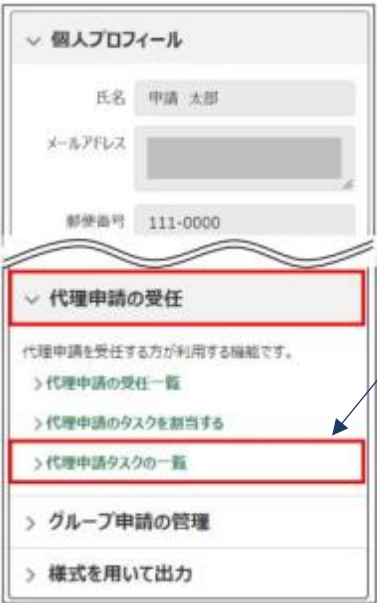 個人プロフィール
氏名 申請 太郎
メールアドレス
郵便番号 111-0000
代理申請の受任
代理申請を受任する方が利用する機能です。
>代理申請の受任一覧
>代理申請のタスクを割当する
>代理申請タスクの一覧
> グループ申請の管理
> 様式を用いて出力